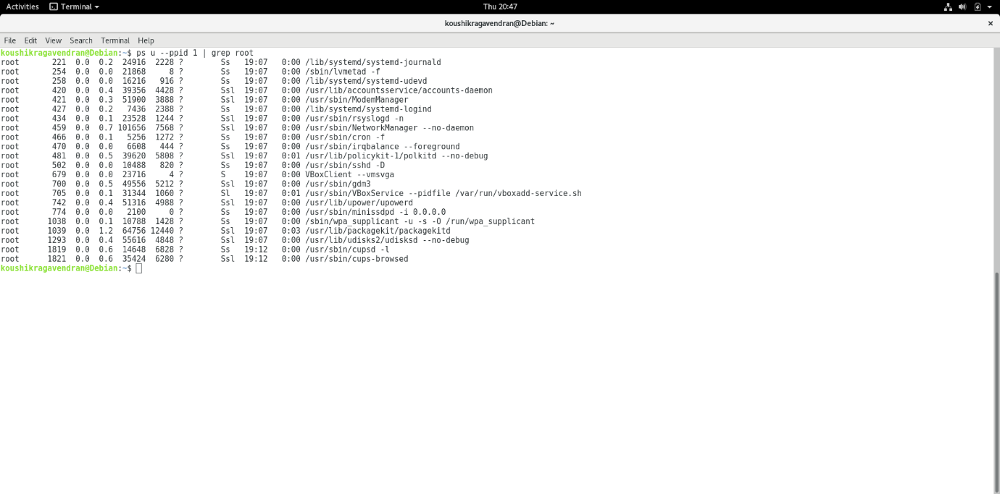 Activities Terminal Thu 20:47
koushikragavendran@Debian: ~ ×
File Edit View Search Terminal Help
koushikragavendran@Debian:~$ ps u --ppid 1 | grep root
root       221  0.0  0.2  24916  2228 ?        Ss   19:07   0:00 /lib/systemd/systemd-journald
root       254  0.0  0.0  21868     8 ?        Ss   19:07   0:00 /sbin/lvmetad -f
root       258  0.0  0.0  16216   916 ?        Ss   19:07   0:00 /lib/systemd/systemd-udevd
root       420  0.0  0.4  39356  4428 ?        Ssl  19:07   0:00 /usr/lib/accountsservice/accounts-daemon
root       421  0.0  0.3  51900  3888 ?        Ssl  19:07   0:00 /usr/sbin/ModemManager
root       427  0.0  0.2   7436  2388 ?        Ss   19:07   0:00 /lib/systemd/systemd-logind
root       434  0.0  0.1  23528  1244 ?        Ssl  19:07   0:00 /usr/sbin/rsyslogd -n
root       459  0.0  0.7 101656  7568 ?        Ssl  19:07   0:00 /usr/sbin/NetworkManager --no-daemon
root       466  0.0  0.1   5256  1272 ?        Ss   19:07   0:00 /usr/sbin/cron -f
root       470  0.0  0.0   6608   444 ?        Ss   19:07   0:00 /usr/sbin/irqbalance --foreground
root       481  0.0  0.5  39620  5808 ?        Ssl  19:07   0:01 /usr/lib/policykit-1/polkitd --no-debug
root       502  0.0  0.0  10488   820 ?        Ss   19:07   0:00 /usr/sbin/sshd -D
root       679  0.0  0.0  23716     4 ?        S    19:07   0:00 VBoxClient --vmsvga
root       700  0.0  0.5  49556  5212 ?        Ssl  19:07   0:00 /usr/sbin/gdm3
root       705  0.0  0.1  31344  1060 ?        Sl   19:07   0:01 /usr/sbin/VBoxService --pidfile /var/run/vboxadd-service.sh
root       742  0.0  0.4  51316  4988 ?        Ssl  19:07   0:00 /usr/lib/upower/upowerd
root       774  0.0  0.0   2100     0 ?        Ss   19:07   0:00 /usr/sbin/minissdpd -i 0.0.0.0
root      1038  0.0  0.1  10788  1428 ?        Ss   19:07   0:00 /sbin/wpa_supplicant -u -s -O /run/wpa_supplicant
root      1039  0.0  1.2  64756 12440 ?        Ssl  19:07   0:03 /usr/lib/packagekit/packagekitd
root      1293  0.0  0.4  55616  4848 ?        Ssl  19:07   0:00 /usr/lib/udisks2/udisksd --no-debug
root      1819  0.0  0.6  14648  6828 ?        Ss   19:12   0:00 /usr/sbin/cupsd -l
root      1821  0.0  0.6  35424  6280 ?        Ssl  19:12   0:00 /usr/sbin/cups-browsed
koushikragavendran@Debian:~$